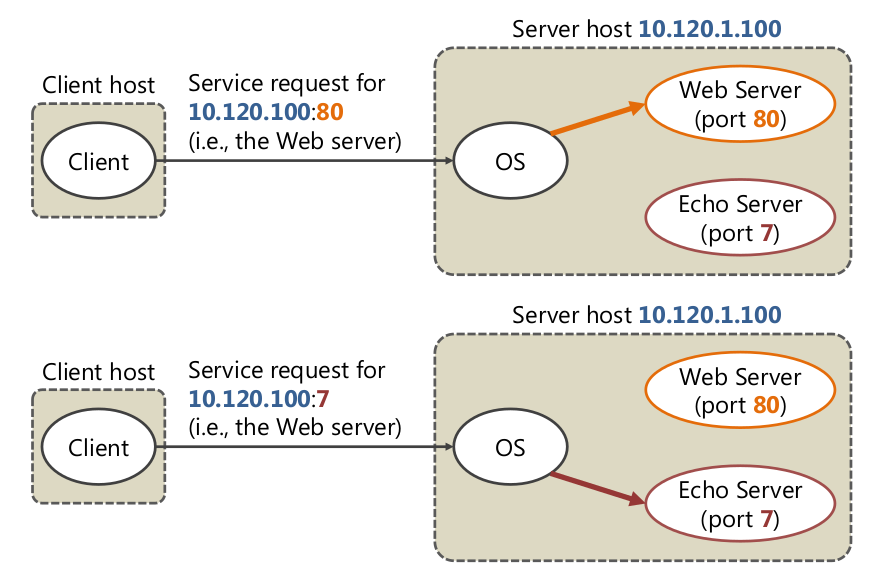 Server host 10.120.1.100
Client host
Service request for
10.120.100:80
(i.e., the Web server)
Client
OS
Web Server
(port 80)
Echo Server
(port 7)
Server host 10.120.1.100
Client host
Service request for
10.120.100:7
(i.e., the Web server)
Client
OS
Web Server
(port 80)
Echo Server
(port 7)